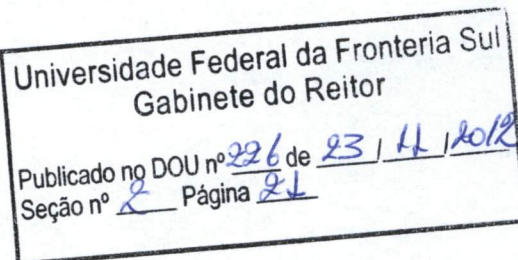 Universidade Federal da Fronteria Sul
Gabinete do Reitor
Publicado no DOU nº 226 de 23 / 11 / 2012
Seção nº 2 Página 21